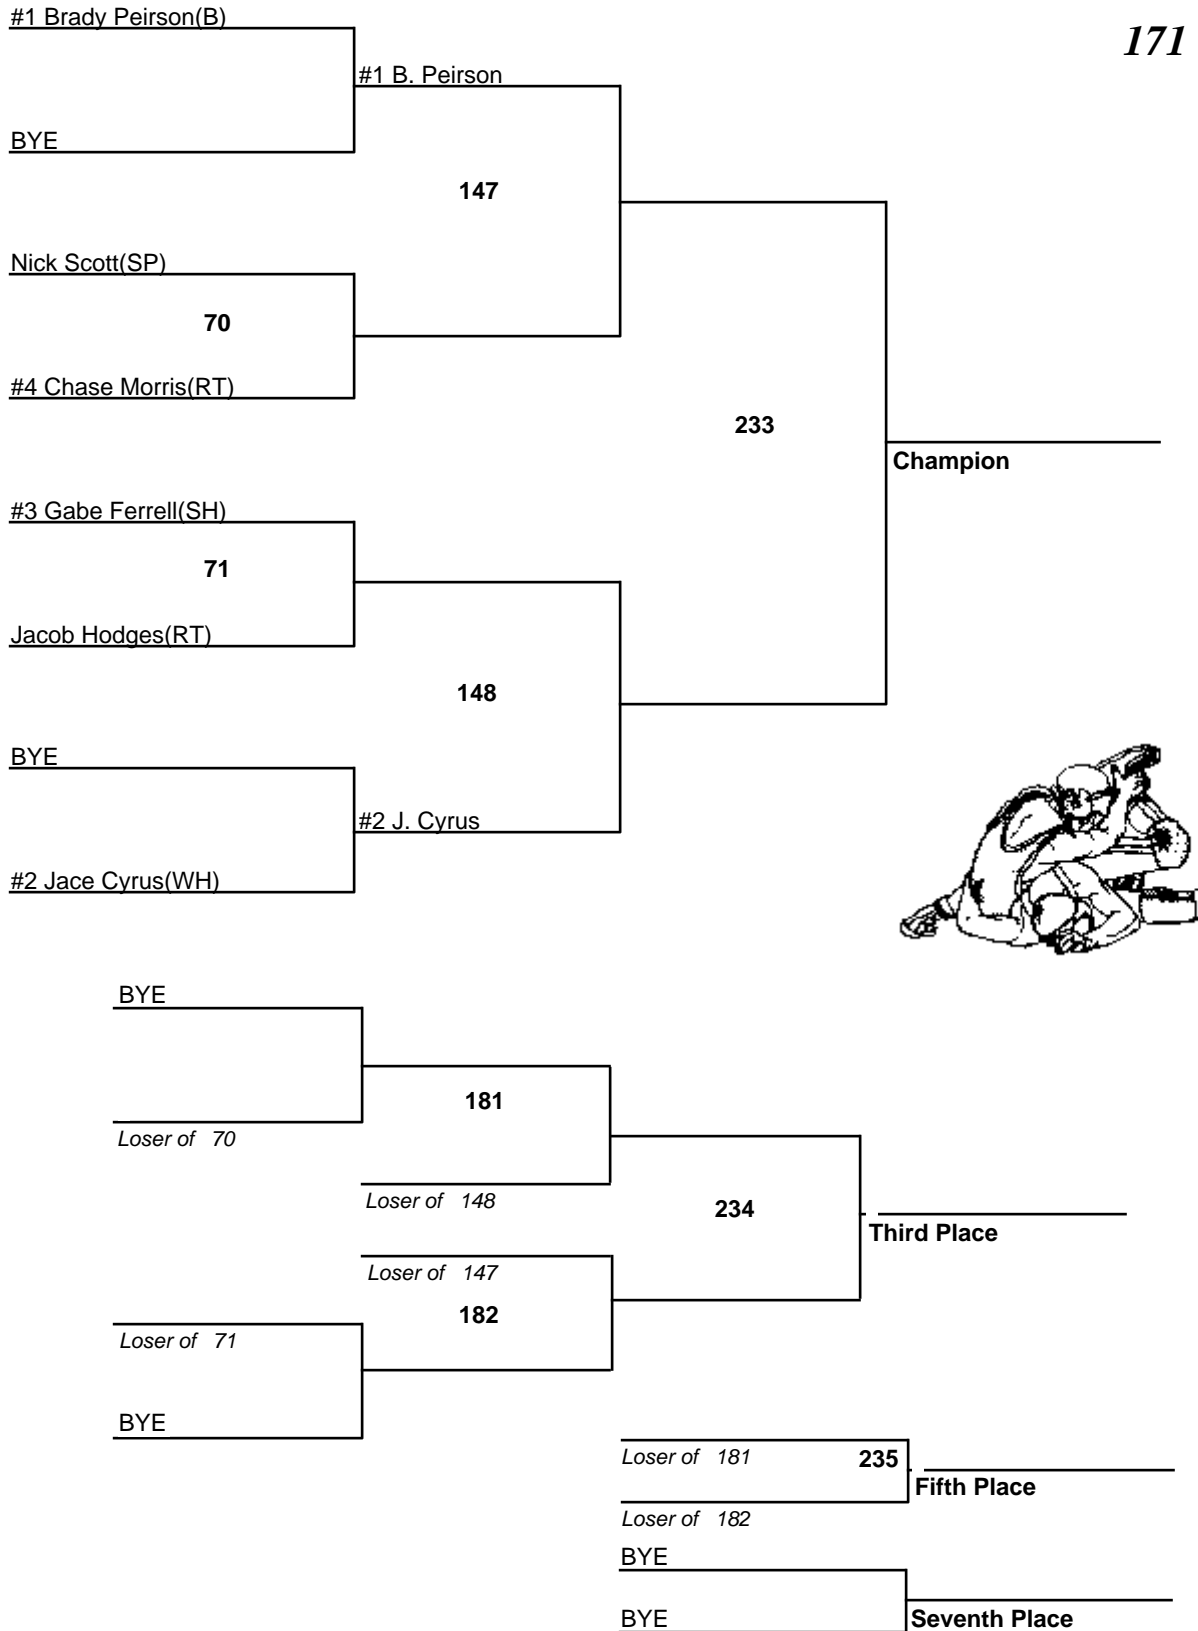 #1 Brady Peirson(B)
171
#1 B. Peirson
BYE
147
Nick Scott(SP)
70
#4 Chase Morris(RT)
233
Champion
#3 Gabe Ferrell(SH)
71
Jacob Hodges(RT)
148
BYE
#2 J. Cyrus
#2 Jace Cyrus(WH)
BYE
181
Loser of 70
Loser of 148
234
Third Place
Loser of 147
182
Loser of 71
BYE
Loser of 181
235
Fifth Place
Loser of 182
BYE
BYE
Seventh Place